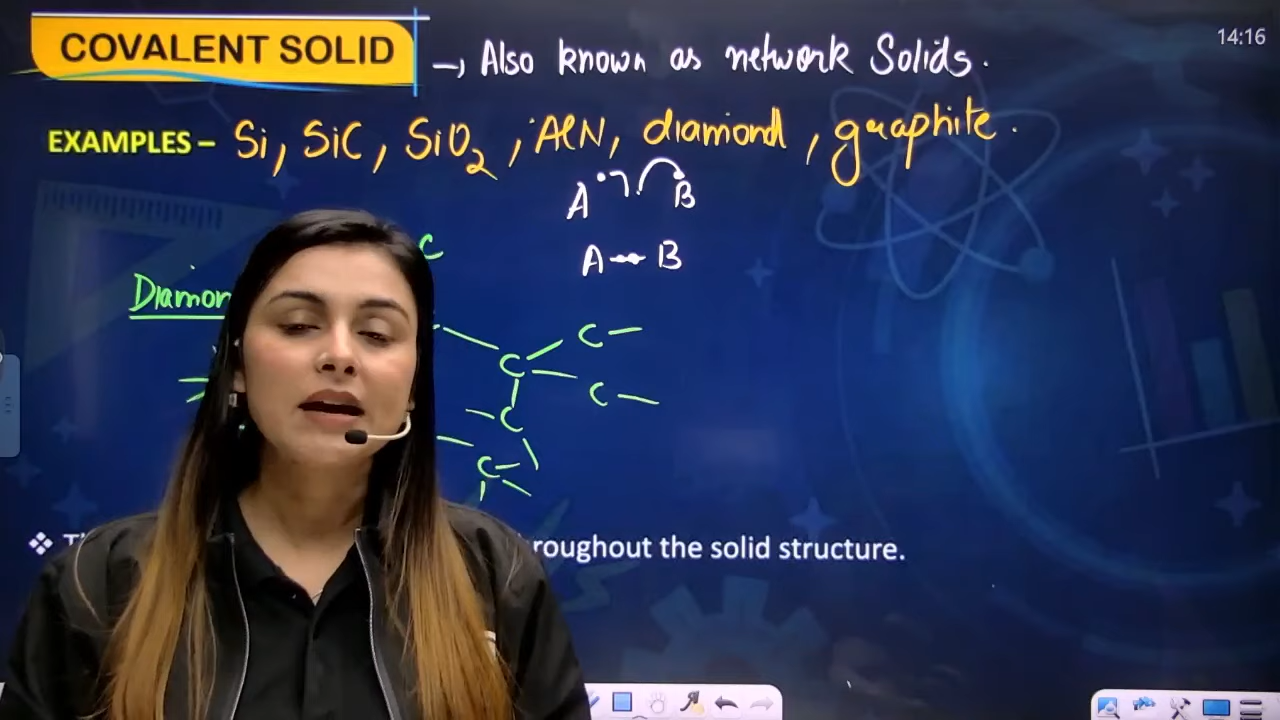 COVALENT SOLID → Also known as network Solids.
14:16
EXAMPLES – Si, SiC, SiO2, AlN, diamond, graphite.
A B
A B
C
Diamon
C
C
C
C
C
roughout the solid structure.